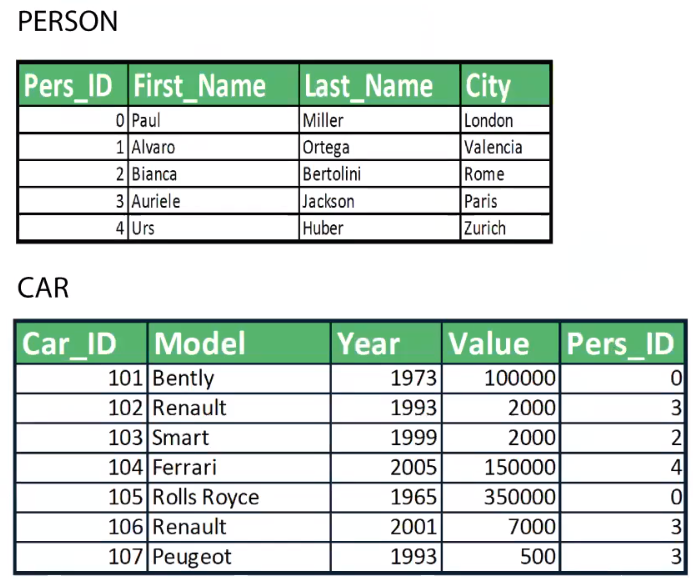 PERSON
Pers_ID First_Name Last_Name City
0 Paul Miller London
1 Alvaro Ortega Valencia
2 Bianca Bertolini Rome
3 Auriele Jackson Paris
4 Urs Huber Zurich
CAR
Car_ID Model Year Value Pers_ID
101 Bently 1973 100000 0
102 Renault 1993 2000 3
103 Smart 1999 2000 2
104 Ferrari 2005 150000 4
105 Rolls Royce 1965 350000 0
106 Renault 2001 7000 3
107 Peugeot 1993 500 3